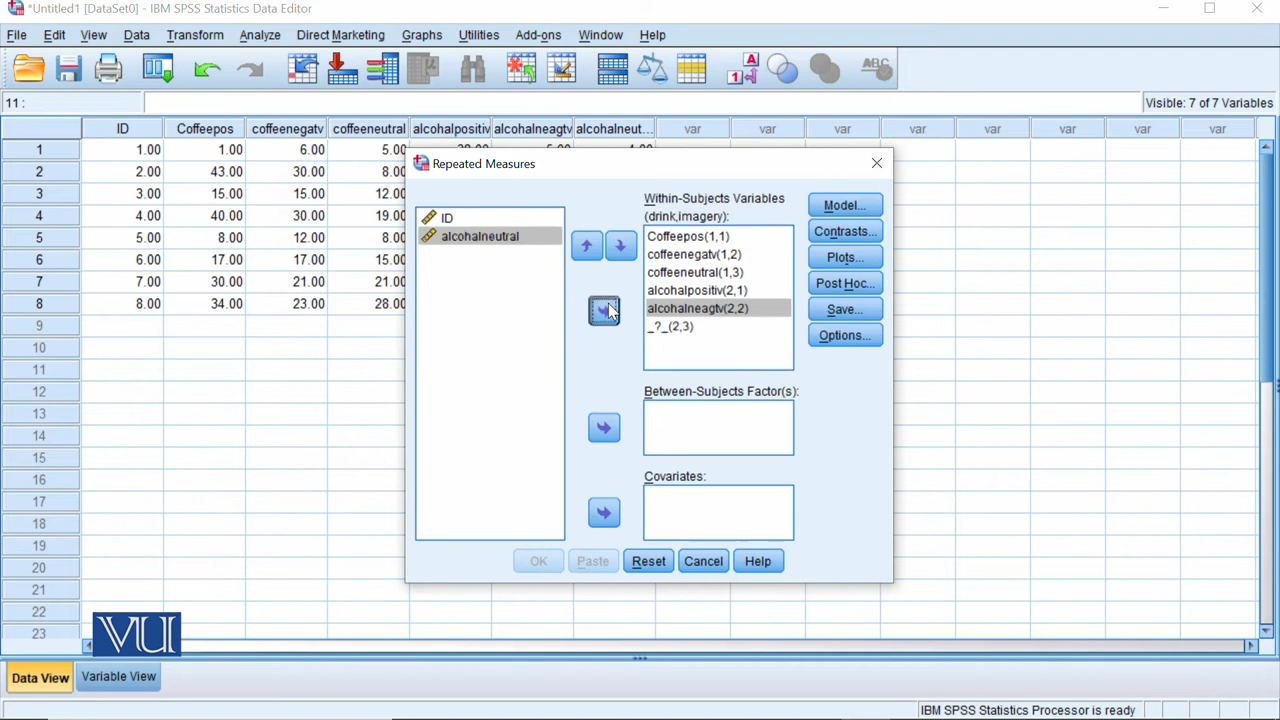 *Untitled1 [DataSet0] - IBM SPSS Statistics Data Editor
File Edit View Data Transform Analyze Direct Marketing Graphs Utilities Add-ons Window Help
11 :
Visible: 7 of 7 Variables
ID Coffeepos coffeenegatv coffeeneutral alcohalpositiv alcohalneagtv alcohalneut... var var var var var var var var
1 1.00 1.00 6.00 5.00
2 2.00 43.00 30.00 8.00
3 3.00 15.00 15.00 12.00
4 4.00 40.00 30.00 19.00
5 5.00 8.00 12.00 8.00
6 6.00 17.00 17.00 15.00
7 7.00 30.00 21.00 21.00
8 8.00 34.00 23.00 28.00
9
10
11
12
13
14
15
16
17
18
19
20
21
22
23
Repeated Measures
ID
alcohalneutral
Within-Subjects Variables
(drink,imagery):
Coffeepos(1,1)
coffeenegatv(1,2)
coffeeneutral(1,3)
alcohalpositiv(2,1)
alcohalneagtv(2,2)
_?_(2,3)
Between-Subjects Factor(s):
Covariates:
Model...
Contrasts...
Plots...
Post Hoc...
Save...
Options...
OK Paste Reset Cancel Help
VU
Data View Variable View
IBM SPSS Statistics Processor is ready